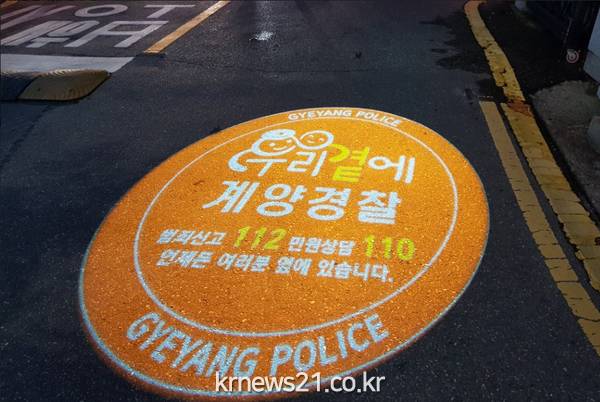 GYEYANG POLICE
우리곁에
계양경찰
범죄신고 112 민원상담 110
언제든 여러분 옆에 있습니다.
GYEYANG POLICE
krnews21.co.kr